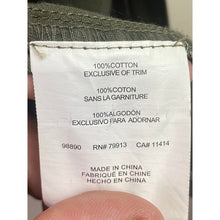 100%COTTON
EXCLUSIVE OF TRIM
100%COTON
SANS LA GARNITURE
100%ALGODÓN
EXCLUSIVO PARA ADORNAR
98890 RN# 79913 CA# 11414
MADE IN CHINA
FABRIQUÉ EN CHINE
HECHO EN CHINA